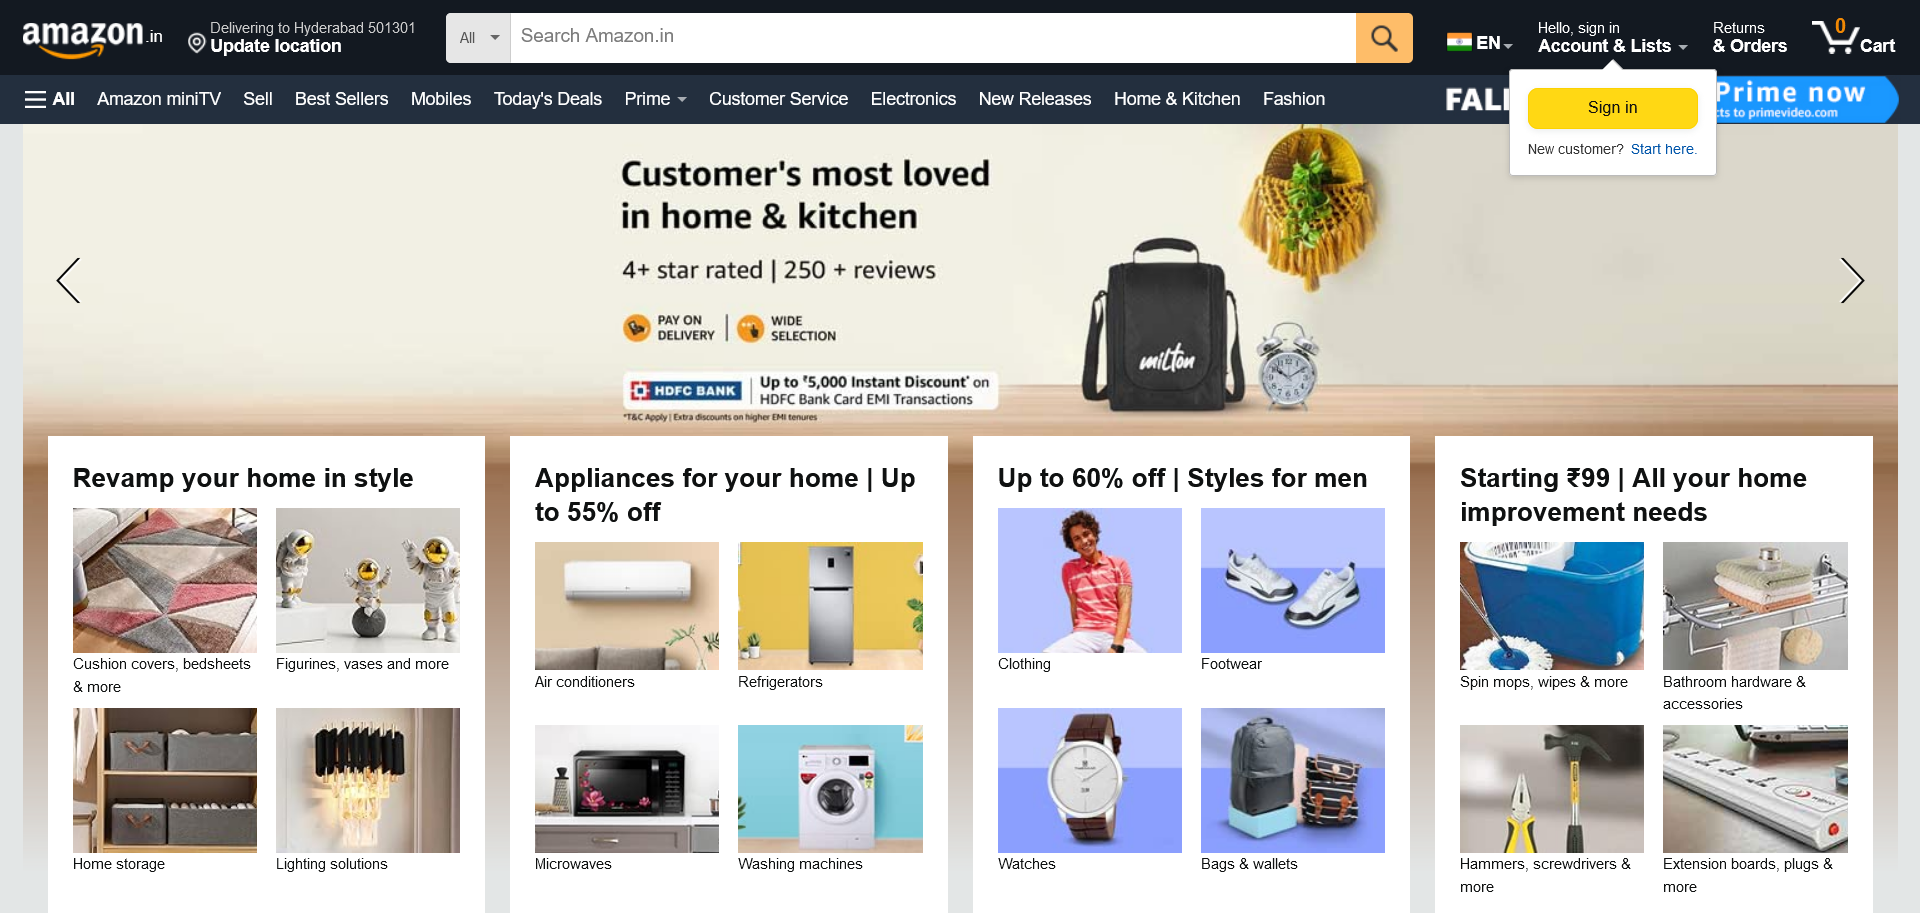 amazon.in
Delivering to Hyderabad 501301
Update location
All
Search Amazon.in
EN
Hello, sign in
Account & Lists
Returns
& Orders
0
Cart
All
Amazon miniTV
Sell
Best Sellers
Mobiles
Today's Deals
Prime
Customer Service
Electronics
New Releases
Home & Kitchen
Fashion
Prime now
to primevideo.com
Sign in
New customer? Start here.
Customer's most loved
in home & kitchen
4+ star rated | 250 + reviews
PAY ON
DELIVERY
WIDE
SELECTION
HDFC BANK
Up to ₹5,000 Instant Discount* on
HDFC Bank Card EMI Transactions
*T&C Apply | Extra discounts on higher EMI tenures
milton
Revamp your home in style
Cushion covers, bedsheets
& more
Figurines, vases and more
Home storage
Lighting solutions
Appliances for your home | Up
to 55% off
Air conditioners
Refrigerators
Microwaves
Washing machines
Up to 60% off | Styles for men
Clothing
Footwear
Watches
Bags & wallets
Starting ₹99 | All your home
improvement needs
Spin mops, wipes & more
Bathroom hardware &
accessories
Hammers, screwdrivers &
more
Extension boards, plugs &
more